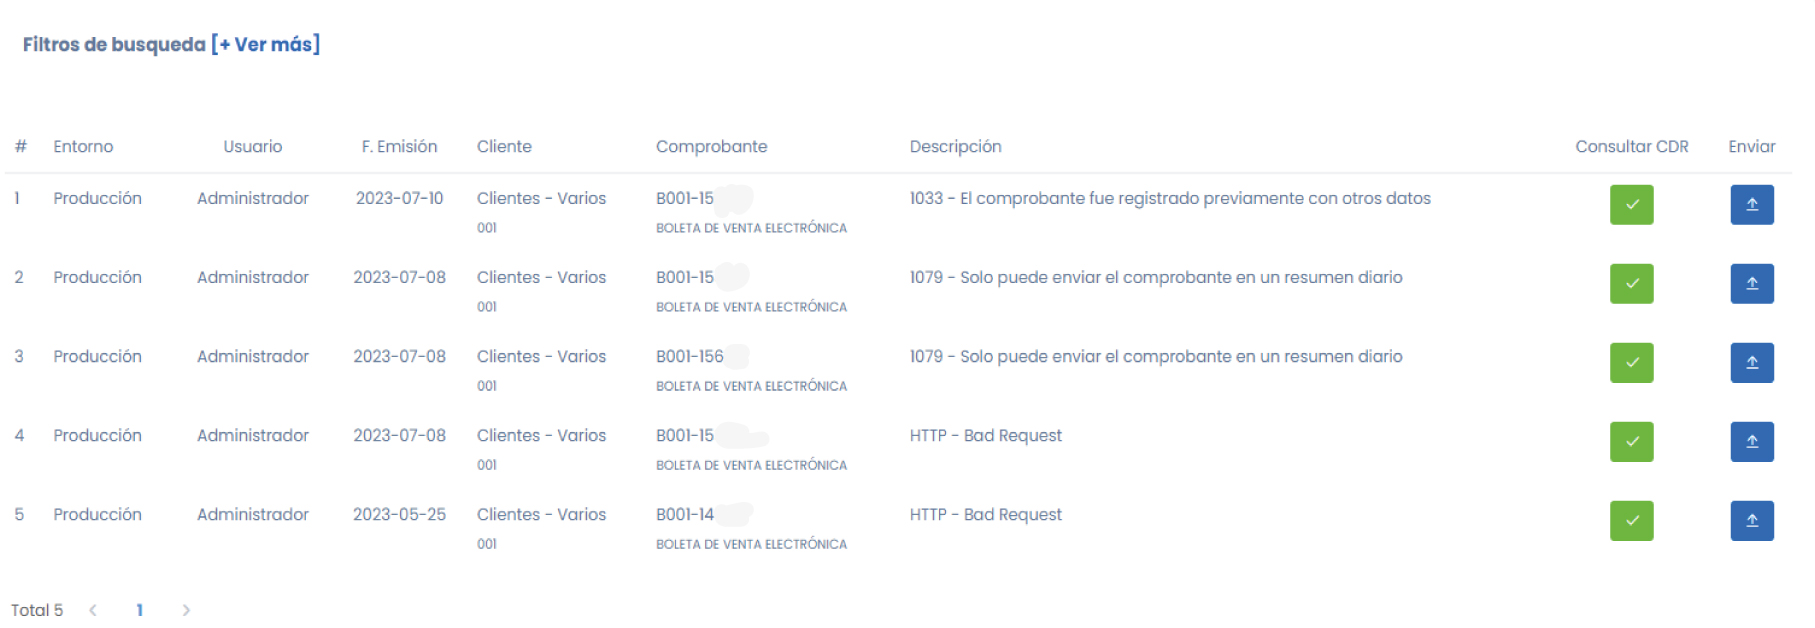 Filtros de busqueda [+ Ver más]
# Entorno Usuario F. Emisión Cliente Comprobante Descripción Consultar CDR Enviar
1 Producción Administrador 2023-07-10 Clientes - Varios B001-15 1033 - El comprobante fue registrado previamente con otros datos
001 BOLETA DE VENTA ELECTRÓNICA
2 Producción Administrador 2023-07-08 Clientes - Varios B001-15 1079 - Solo puede enviar el comprobante en un resumen diario
001 BOLETA DE VENTA ELECTRÓNICA
3 Producción Administrador 2023-07-08 Clientes - Varios B001-156 1079 - Solo puede enviar el comprobante en un resumen diario
001 BOLETA DE VENTA ELECTRÓNICA
4 Producción Administrador 2023-07-08 Clientes - Varios B001-15 HTTP - Bad Request
001 BOLETA DE VENTA ELECTRÓNICA
5 Producción Administrador 2023-05-25 Clientes - Varios B001-14 HTTP - Bad Request
001 BOLETA DE VENTA ELECTRÓNICA
Total 5 < 1 >